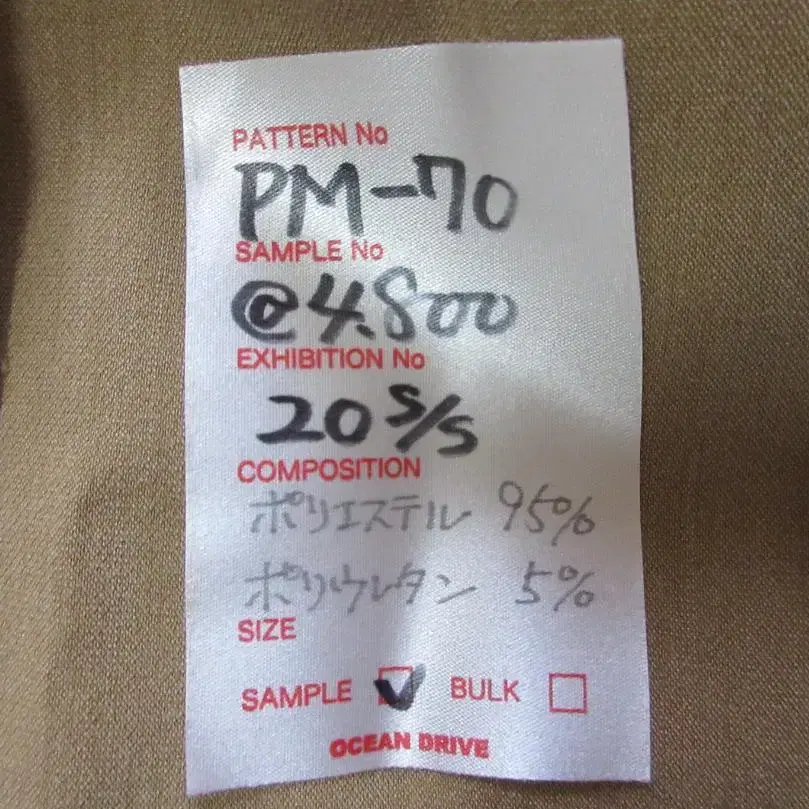 PATTERN No
PM-70
SAMPLE No
@4.800
EXHIBITION No
20 S/S
COMPOSITION
ポリエステル 95%
ポリウレタン 5%
SIZE
SAMPLE BULK
OCEAN DRIVE